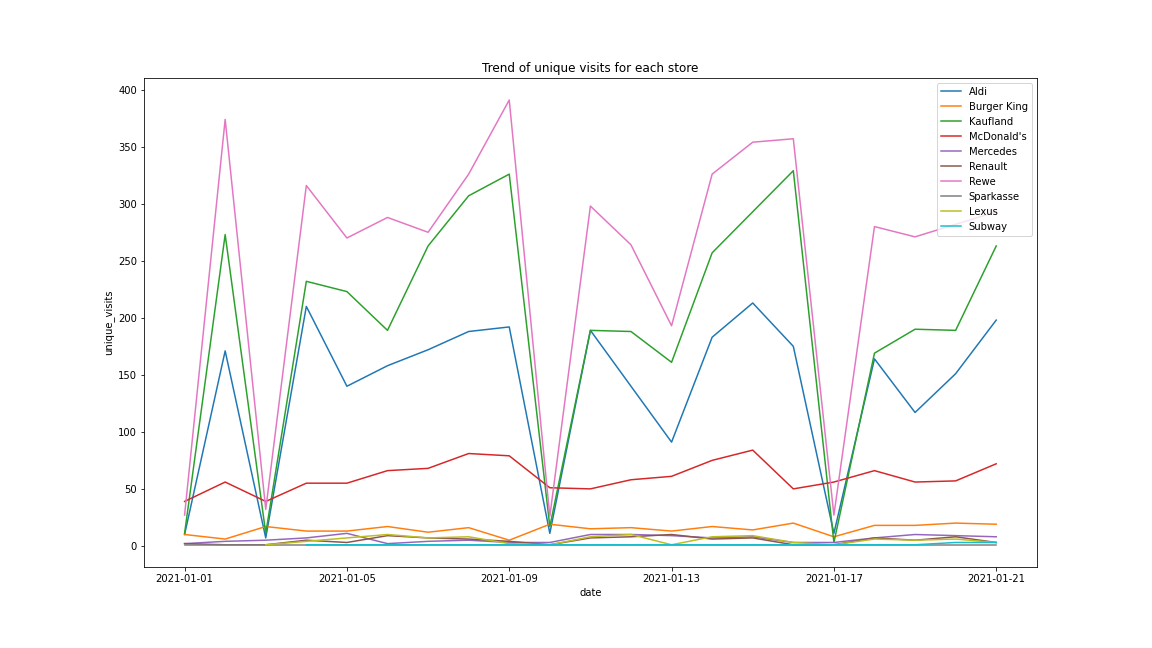 Trend of unique visits for each store
400
350
300
250
200
150
100
50
0
unique_visits
Aldi
Burger King
Kaufland
McDonald's
Mercedes
Renault
Rewe
Sparkasse
Lexus
Subway
2021-01-01
2021-01-05
2021-01-09
2021-01-13
2021-01-17
2021-01-21
date